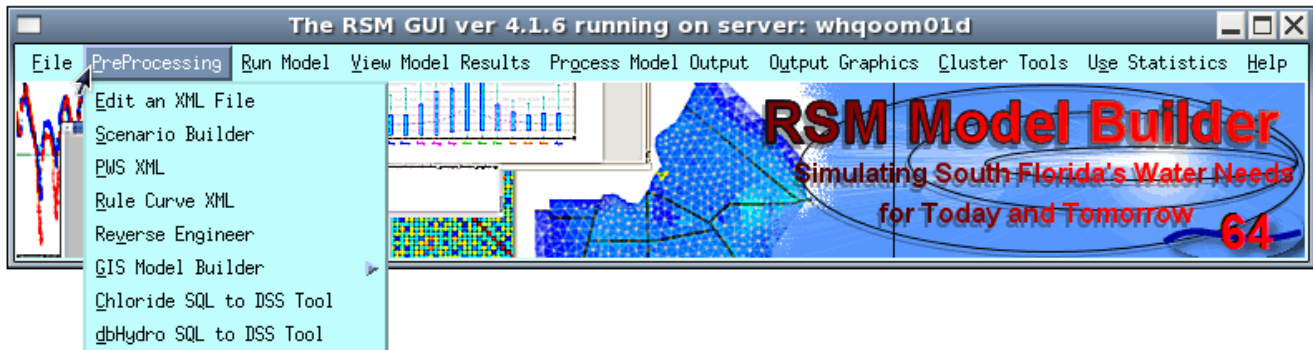 The RSM GUI ver 4.1.6 running on server: whqoom01d
File PreProcessing Run Model View Model Results Process Model Output Output Graphics Cluster Tools Use Statistics Help
Edit an XML File
Scenario Builder
PWS XML
Rule Curve XML
Reverse Engineer
GIS Model Builder
Chloride SQL to DSS Tool
dbHydro SQL to DSS Tool
RSM Model Builder
Simulating South Florida's Water Needs
for Today and Tomorrow
64